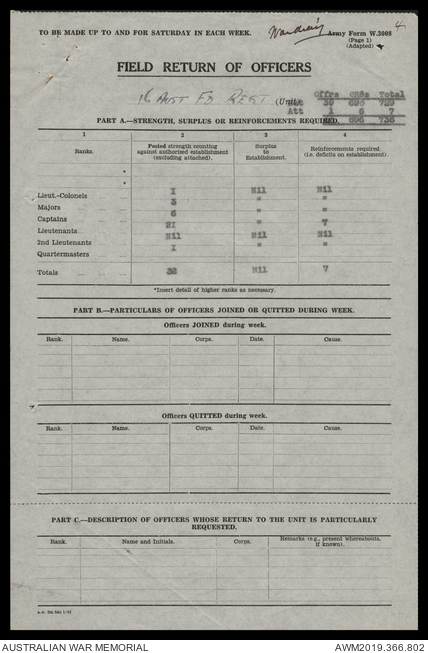 TO BE MADE UP TO AND FOR SATURDAY IN EACH WEEK.
Army Form W.3008
4
(Page 1)
(Adapted)
FIELD RETURN OF OFFICERS
16 AUST FD REGT (Unit)
Offrs ORs Total
39 690 729
Att 1 6 7
696 736
PART A.—STRENGTH, SURPLUS OR REINFORCEMENTS REQUIRED.
1 2 3 4
Ranks.
Posted strength counting against authorized establishment (excluding attached).
Surplus to Establishment.
Reinforcements required. (i.e. deficits on establishment).
*
*
Lieut.-Colonels I Nil Nil
Majors 3 " "
Captains 6 " "
Lieutenants 21 " 7
2nd Lieutenants Nil Nil Nil
Quartermasters I " "
Totals 32 Nil 7
*Insert detail of higher ranks as necessary.
PART B.—PARTICULARS OF OFFICERS JOINED OR QUITTED DURING WEEK.
Officers JOINED during week.
Rank. Name. Corps. Date. Cause.
Officers QUITTED during week.
Rank. Name. Corps. Date. Cause.
PART C.—DESCRIPTION OF OFFICERS WHOSE RETURN TO THE UNIT IS PARTICULARLY
REQUESTED.
Rank. Name and Initials. Corps. Remarks (e.g., present whereabouts, if known).
AUSTRALIAN WAR MEMORIAL AWM2019.366.802